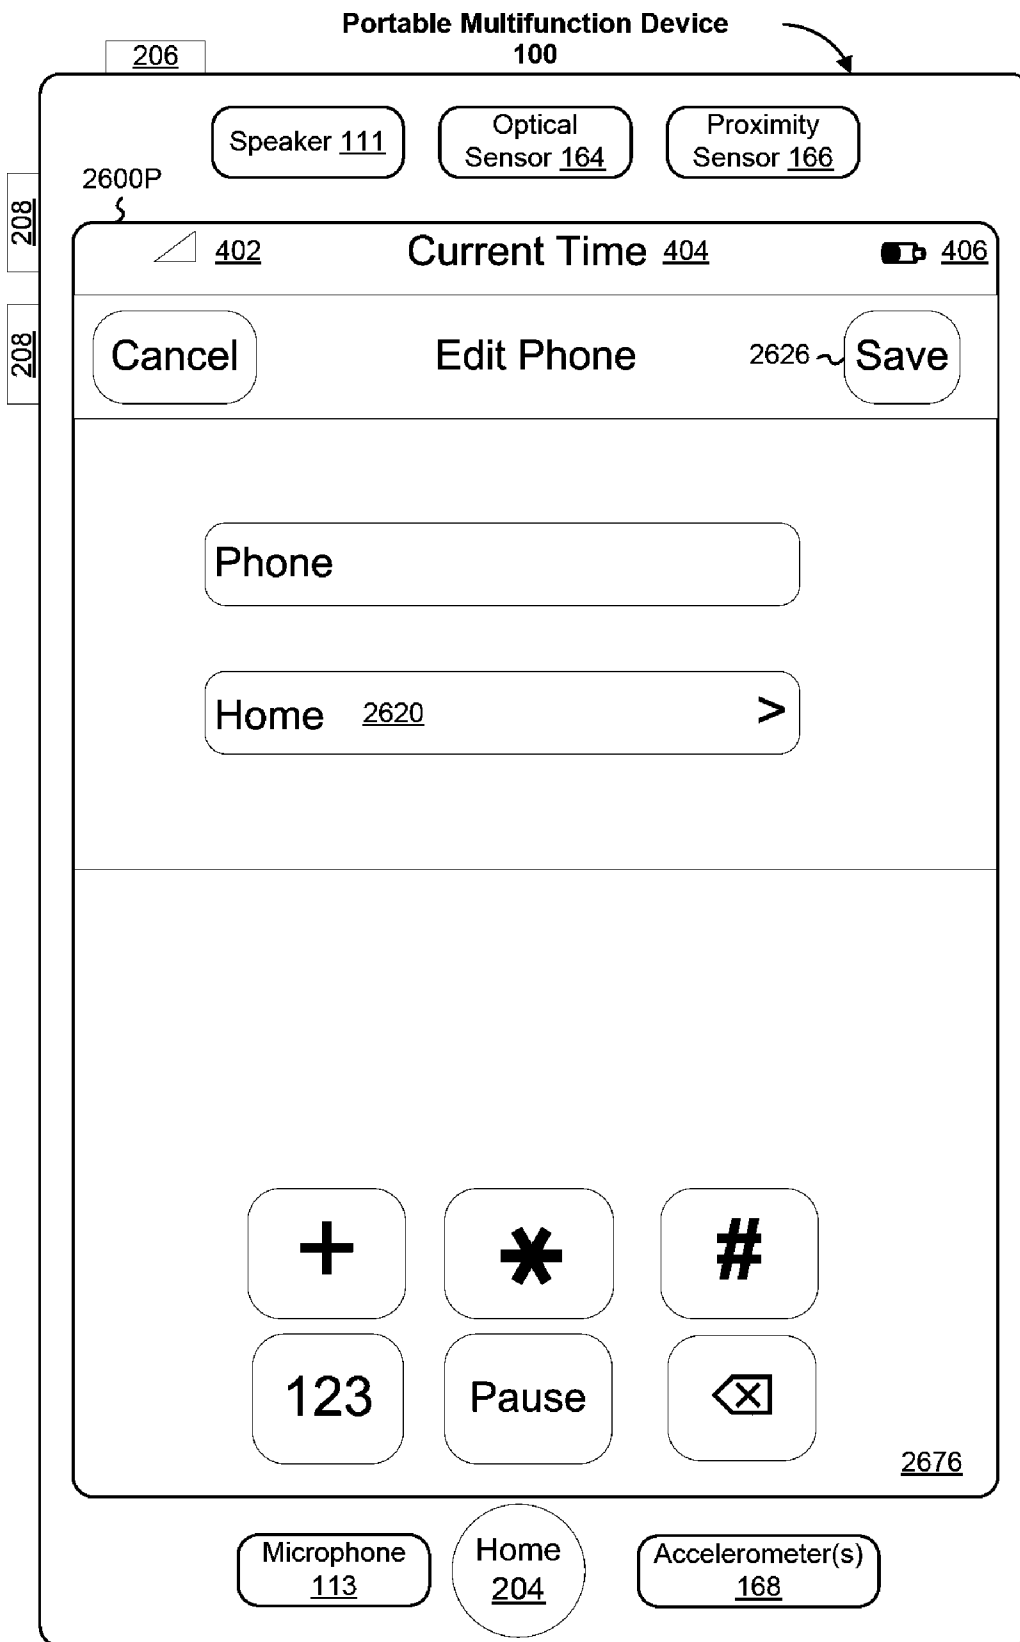 Portable Multifunction Device
100
206
Speaker 111
Optical
Sensor 164
Proximity
Sensor 166
2600P
208
208
402
Current Time 404
406
Cancel
Edit Phone
2626
Save
Phone
Home 2620 >
+
*
#
123
Pause
2676
Microphone
113
Home
204
Accelerometer(s)
168